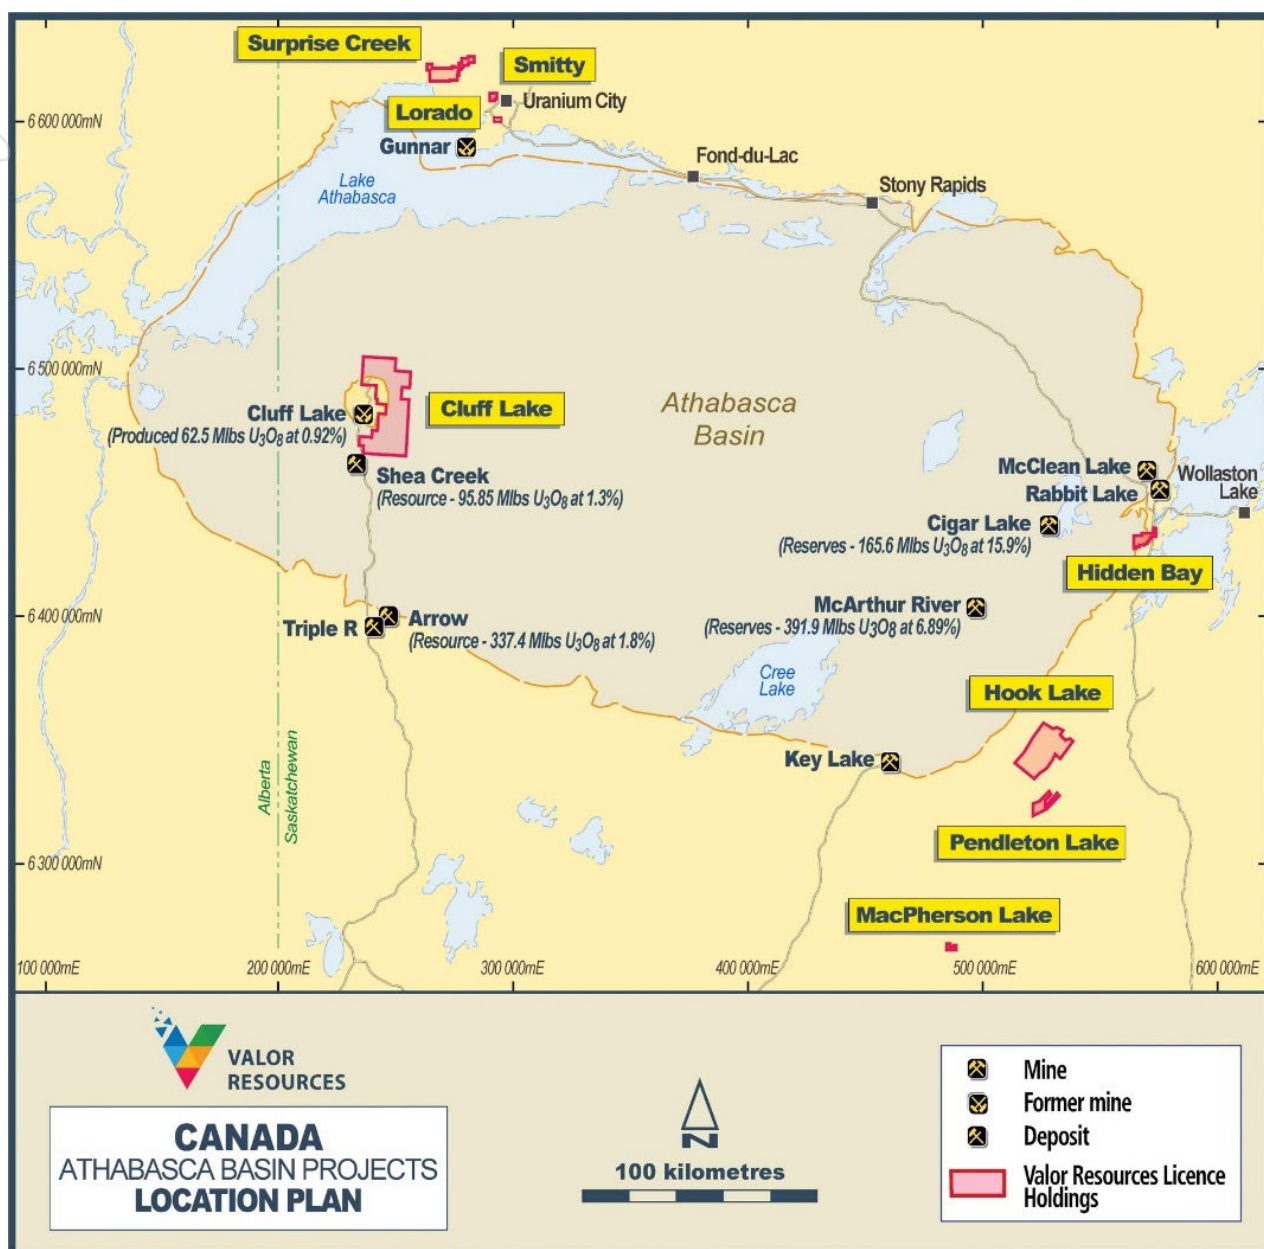 Surprise Creek
Smitty
Uranium City
Lorado
6 600 000mN
Gunnar
Fond-du-Lac
Lake
Athabasca
Stony Rapids
6 500 000mN
Athabasca
Basin
Cluff Lake
(Produced 62.5 Mlbs U₃O₈ at 0.92%)
Cluff Lake
Shea Creek
(Resource - 95.85 Mlbs U₃O₈ at 1.3%)
McClean Lake
Wollaston
Lake
Rabbit Lake
Cigar Lake
(Reserves - 165.6 Mlbs U₃O₈ at 15.9%)
Hidden Bay
6 400 000mN
Triple R
Arrow
(Resource - 337.4 Mlbs U₃O₈ at 1.8%)
McArthur River
(Reserves - 391.9 Mlbs U₃O₈ at 6.89%)
Cree
Lake
Hook Lake
Key Lake
Alberta
Saskatchewan
Pendleton Lake
6 300 000mN
MacPherson Lake
100 000mE
200 000mE
300 000mE
400 000mE
500 000mE
600 000mE
VALOR
RESOURCES
CANADA
ATHABASCA BASIN PROJECTS
LOCATION PLAN
N
100 kilometres
Mine
Former mine
Deposit
Valor Resources Licence
Holdings